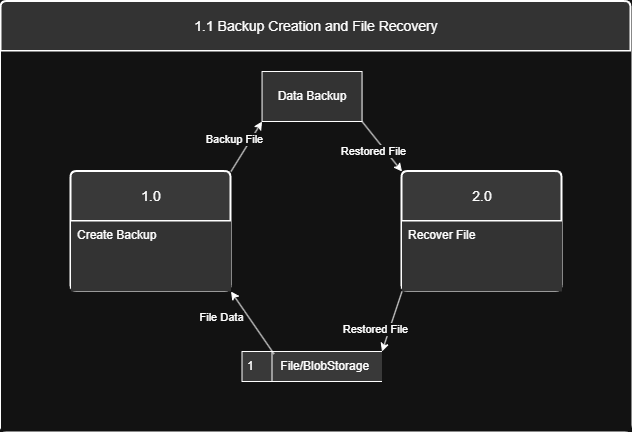 1.1 Backup Creation and File Recovery
Data Backup
Backup File
Restored File
1.0
2.0
Create Backup
Recover File
File Data
Restored File
1
File/BlobStorage